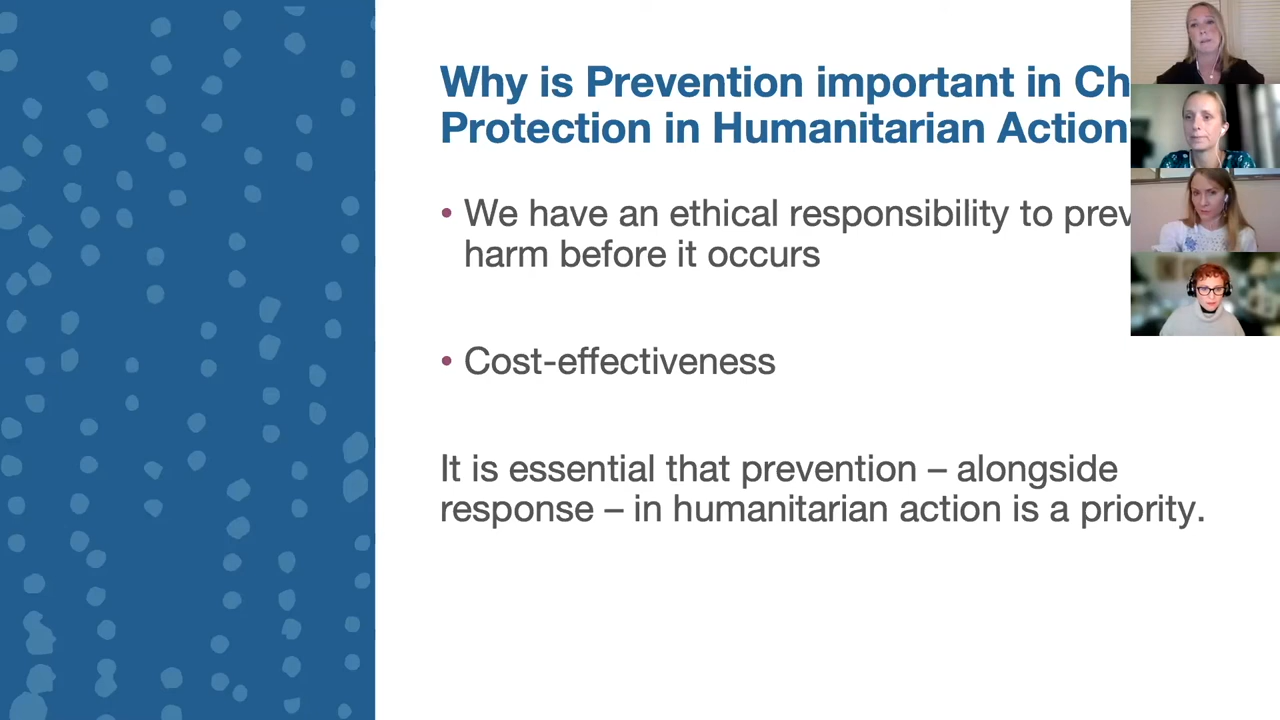 Why is Prevention important in Ch
Protection in Humanitarian Action
• We have an ethical responsibility to prev
harm before it occurs
• Cost-effectiveness
It is essential that prevention – alongside
response – in humanitarian action is a priority.